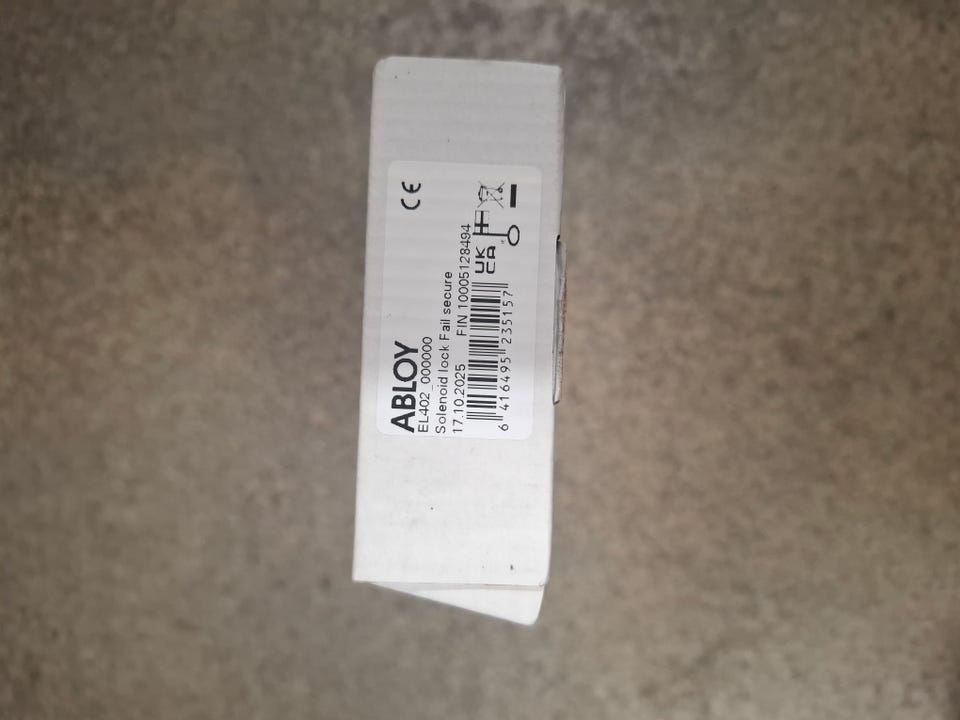 ABLOY
EL402_000000
Solenoid lock Fail secure
17.10.2025 FIN 10005128494
6 416495 235157
CE
UK
CA